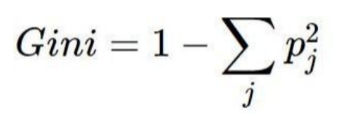 Gini = 1 − ∑_j p_j^2